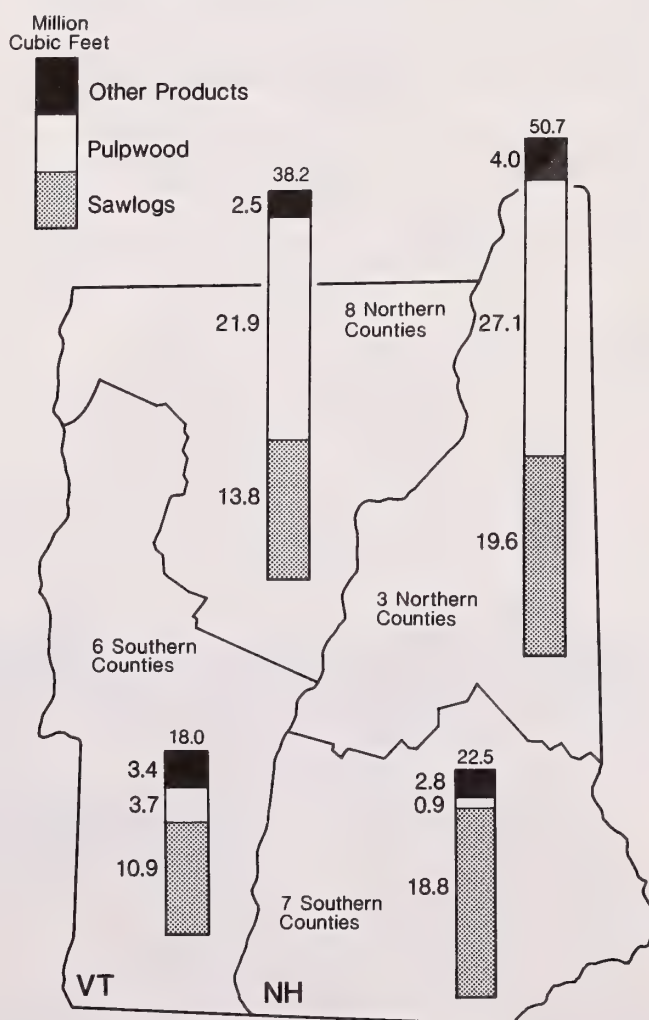 Million
Cubic Feet
Other Products
Pulpwood
Sawlogs
50.7
4.0
27.1
19.6
38.2
2.5
21.9
13.8
8 Northern
Counties
3 Northern
Counties
6 Southern
Counties
18.0
3.4
3.7
10.9
22.5
2.8
0.9
18.8
7 Southern
Counties
VT
NH